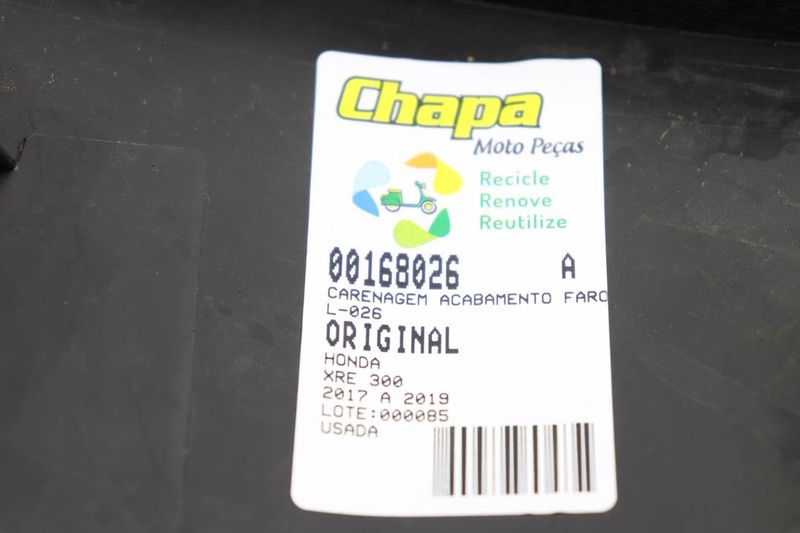 Chapa
Moto Peças
Recicle
Renove
Reutilize
00168026 A
CARENAGEM ACABAMENTO FARO
L-026
ORIGINAL
HONDA
XRE 300
2017 A 2019
LOTE:000085
USADA